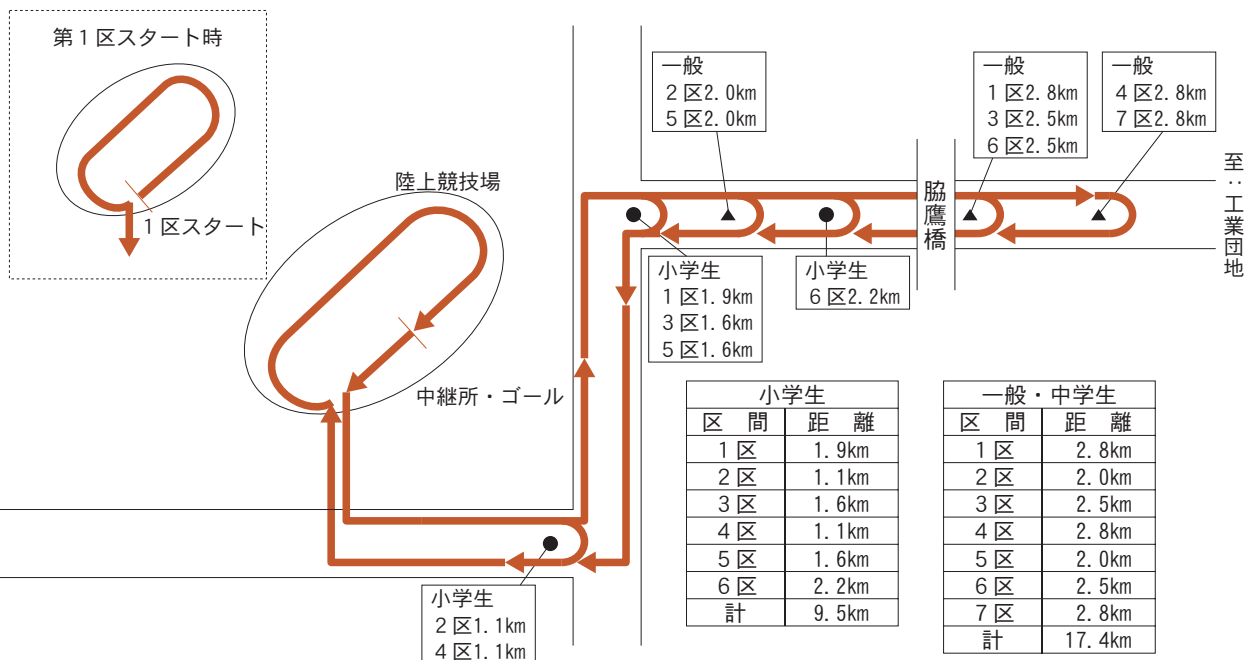 第1区スタート時
1区スタート
陸上競技場
中継所・ゴール
一般
2区2.0km
5区2.0km
一般
1区2.8km
3区2.5km
6区2.5km
一般
4区2.8km
7区2.8km
至:工業団地
脇鷹橋
小学生
1区1.9km
3区1.6km
5区1.6km
小学生
6区2.2km
小学生
2区1.1km
4区1.1km
小学生
区 間 距 離
1区 1.9km
2区 1.1km
3区 1.6km
4区 1.1km
5区 1.6km
6区 2.2km
計 9.5km
一般・中学生
区 間 距 離
1区 2.8km
2区 2.0km
3区 2.5km
4区 2.8km
5区 2.0km
6区 2.5km
7区 2.8km
計 17.4km